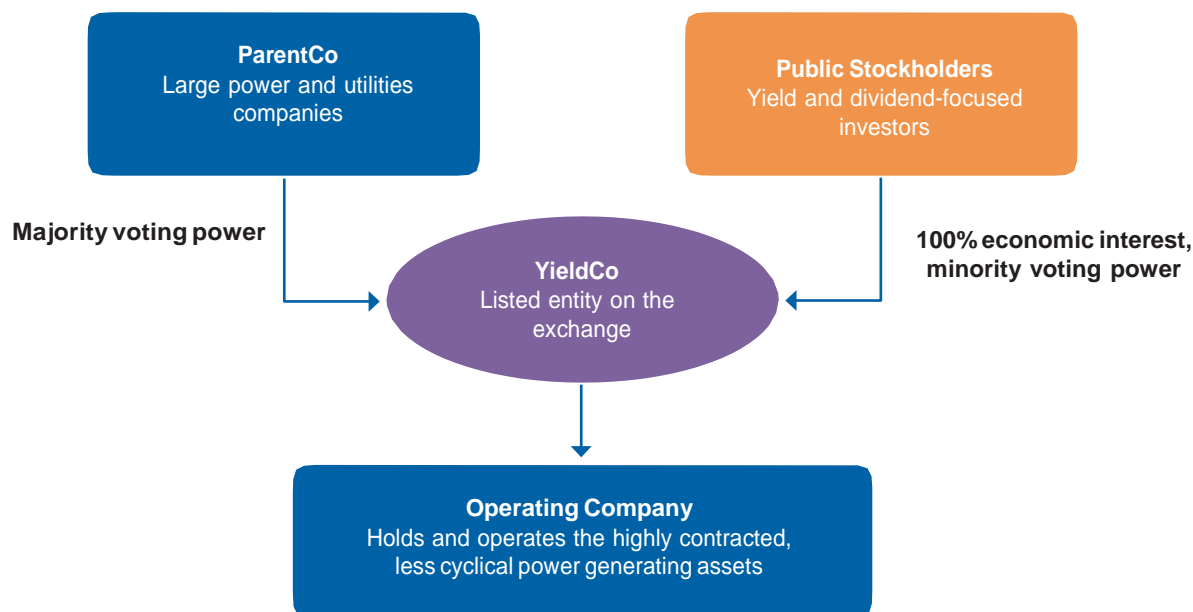 ParentCo
Large power and utilities
companies
Public Stockholders
Yield and dividend-focused
investors
Majority voting power
100% economic interest,
minority voting power
YieldCo
Listed entity on the
exchange
Operating Company
Holds and operates the highly contracted,
less cyclical power generating assets